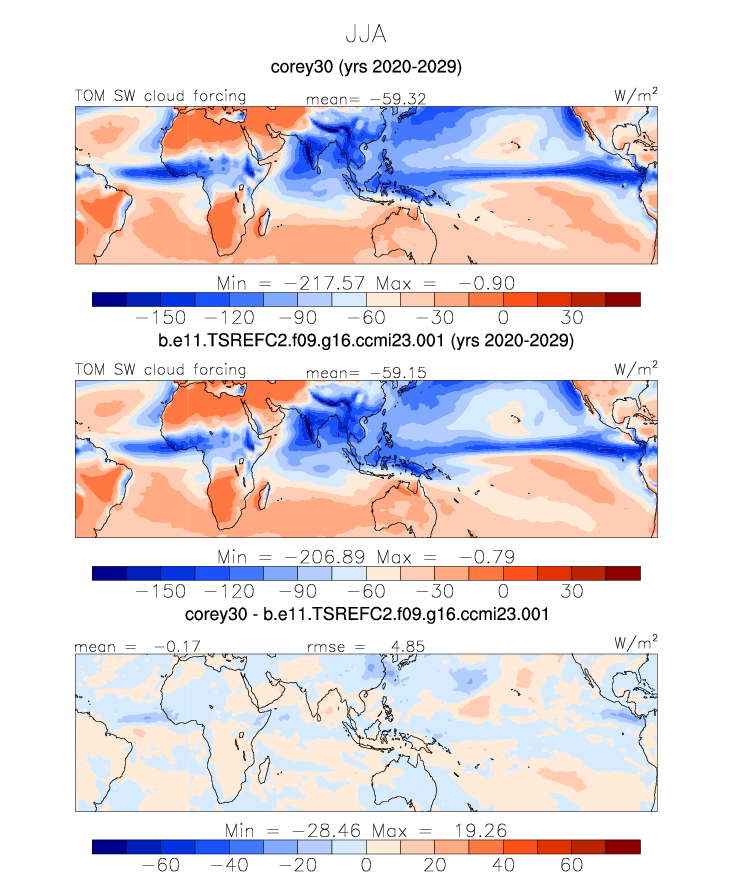 JJA
corey30 (yrs 2020-2029)
TOM SW cloud forcing mean= −59.32 W/m²
Min = −217.57 Max = −0.90
−150 −120 −90 −60 −30 0 30
b.e11.TSREFC2.f09.g16.ccmi23.001 (yrs 2020-2029)
TOM SW cloud forcing mean= −59.15 W/m²
Min = −206.89 Max = −0.79
−150 −120 −90 −60 −30 0 30
corey30 - b.e11.TSREFC2.f09.g16.ccmi23.001
mean = −0.17 rmse = 4.85 W/m²
Min = −28.46 Max = 19.26
−60 −40 −20 0 20 40 60